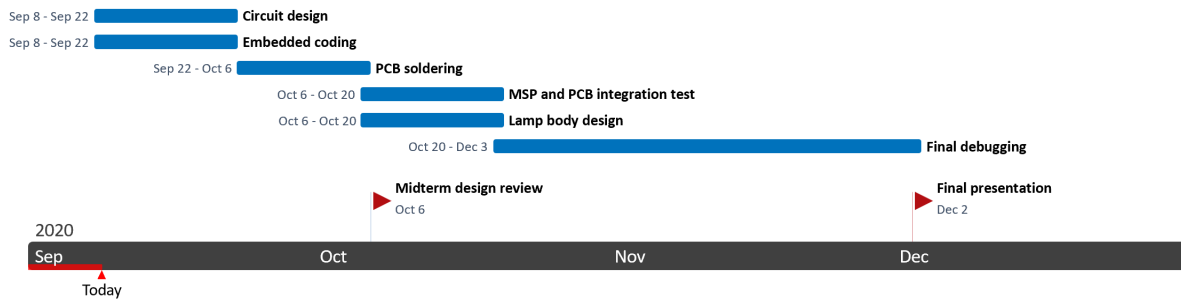 Sep 8 - Sep 22 Circuit design
Sep 8 - Sep 22 Embedded coding
Sep 22 - Oct 6 PCB soldering
Oct 6 - Oct 20 MSP and PCB integration test
Oct 6 - Oct 20 Lamp body design
Oct 20 - Dec 3 Final debugging
Midterm design review
Oct 6
Final presentation
Dec 2
2020
Sep Oct Nov Dec
Today